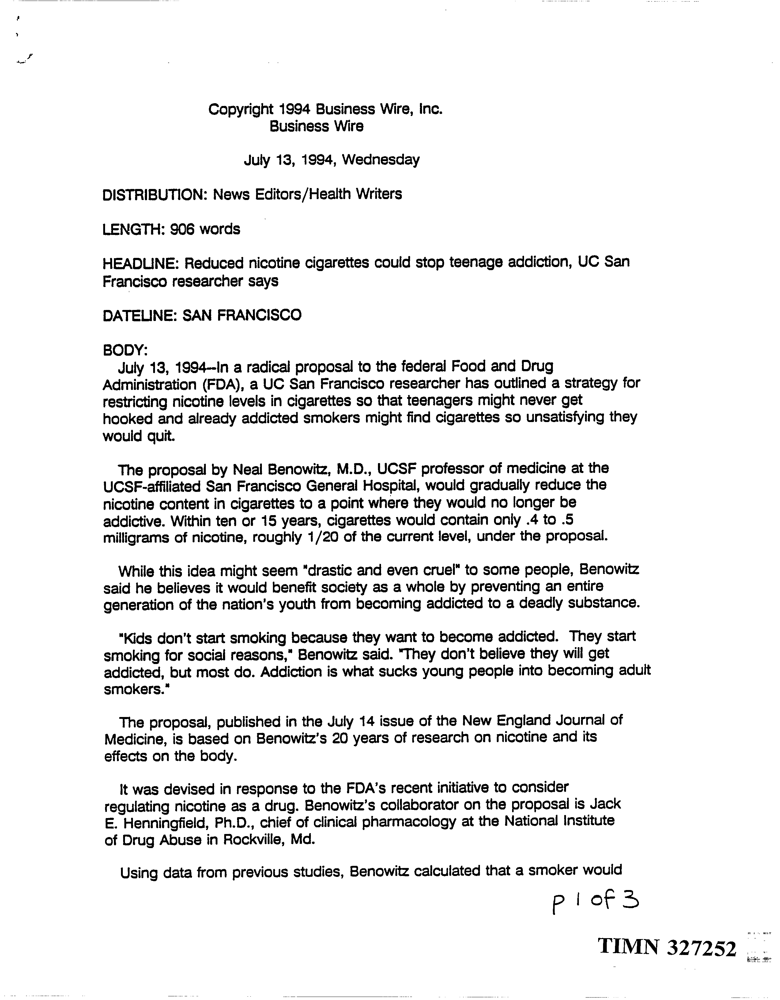 Copyright 1994 Business Wire, Inc.
Business Wire
July 13, 1994, Wednesday
DISTRIBUTION: News Editors/Health Writers
LENGTH: 906 words
HEADLINE: Reduced nicotine cigarettes could stop teenage addiction, UC San
Francisco researcher says
DATELINE: SAN FRANCISCO
BODY:
July 13, 1994--In a radical proposal to the federal Food and Drug
Administration (FDA), a UC San Francisco researcher has outlined a strategy for
restricting nicotine levels in cigarettes so that teenagers might never get
hooked and already addicted smokers might find cigarettes so unsatisfying they
would quit.
The proposal by Neal Benowitz, M.D., UCSF professor of medicine at the
UCSF-affiliated San Francisco General Hospital, would gradually reduce the
nicotine content in cigarettes to a point where they would no longer be
addictive. Within ten or 15 years, cigarettes would contain only .4 to .5
milligrams of nicotine, roughly 1/20 of the current level, under the proposal.
While this idea might seem "drastic and even cruel" to some people, Benowitz
said he believes it would benefit society as a whole by preventing an entire
generation of the nation's youth from becoming addicted to a deadly substance.
"Kids don't start smoking because they want to become addicted. They start
smoking for social reasons," Benowitz said. "They don't believe they will get
addicted, but most do. Addiction is what sucks young people into becoming adult
smokers."
The proposal, published in the July 14 issue of the New England Journal of
Medicine, is based on Benowitz's 20 years of research on nicotine and its
effects on the body.
It was devised in response to the FDA's recent initiative to consider
regulating nicotine as a drug. Benowitz's collaborator on the proposal is Jack
E. Henningfield, Ph.D., chief of clinical pharmacology at the National Institute
of Drug Abuse in Rockville, Md.
Using data from previous studies, Benowitz calculated that a smoker would
p 1 of 3
TIMN 327252